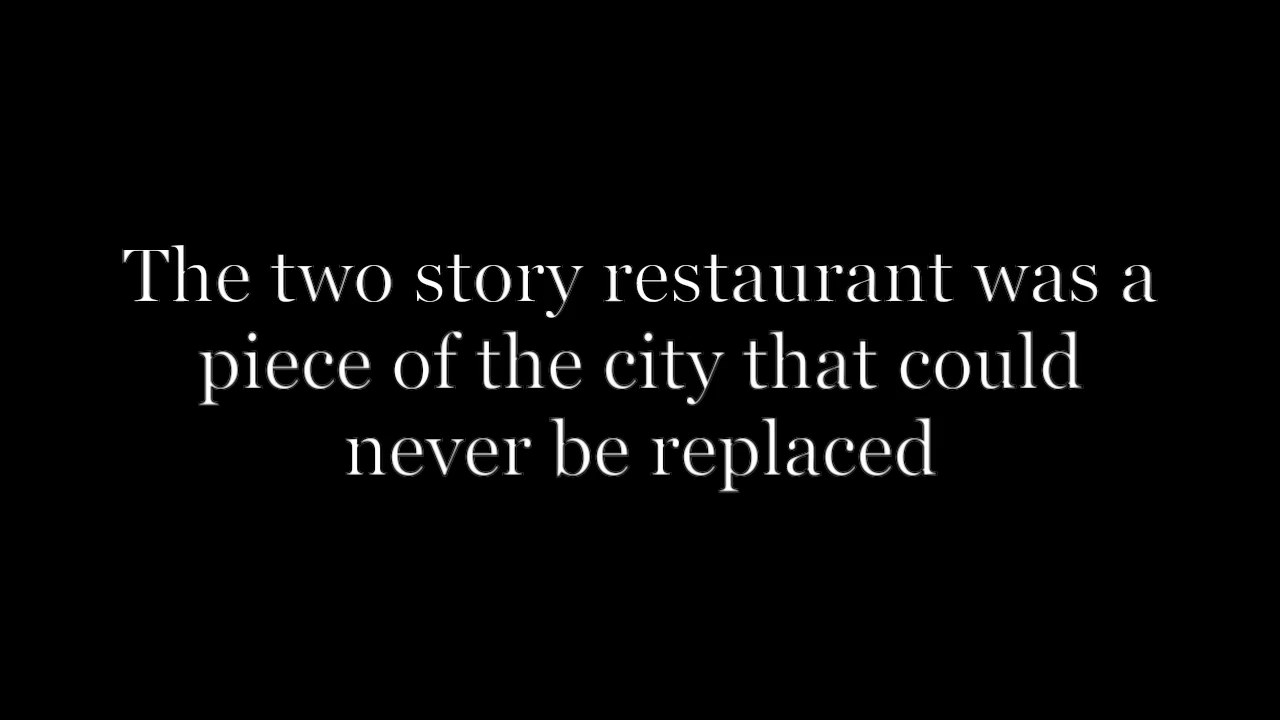 The two story restaurant was a
piece of the city that could
never be replaced